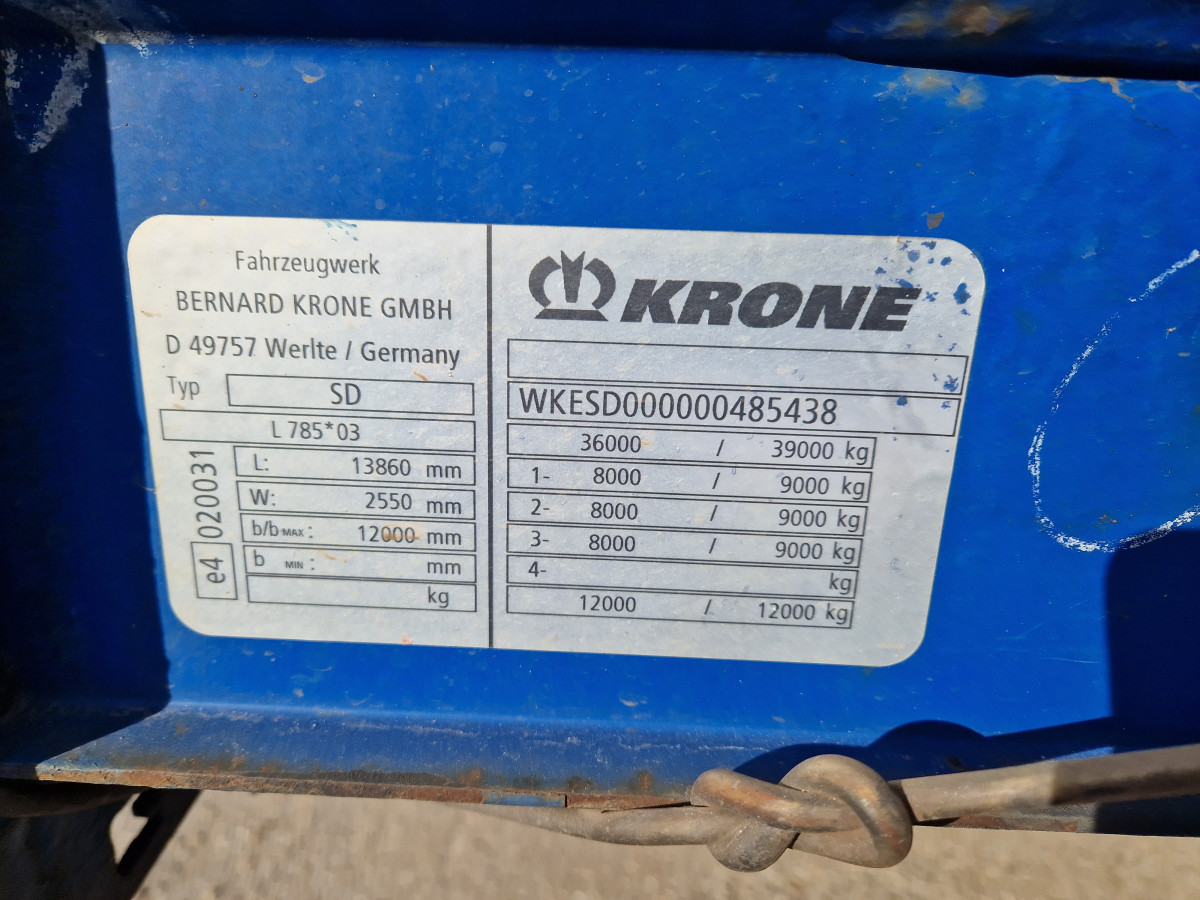 Fahrzeugwerk
BERNARD KRONE GMBH
D 49757 Werlte / Germany
Typ SD
L 785*03
L: 13860 mm
W: 2550 mm
b/b MAX : 12000 mm
b MIN : mm
kg
e4 020031
KRONE
WKESD000000485438
36000 / 39000 kg
1- 8000 / 9000 kg
2- 8000 / 9000 kg
3- 8000 / 9000 kg
4- kg
12000 / 12000 kg